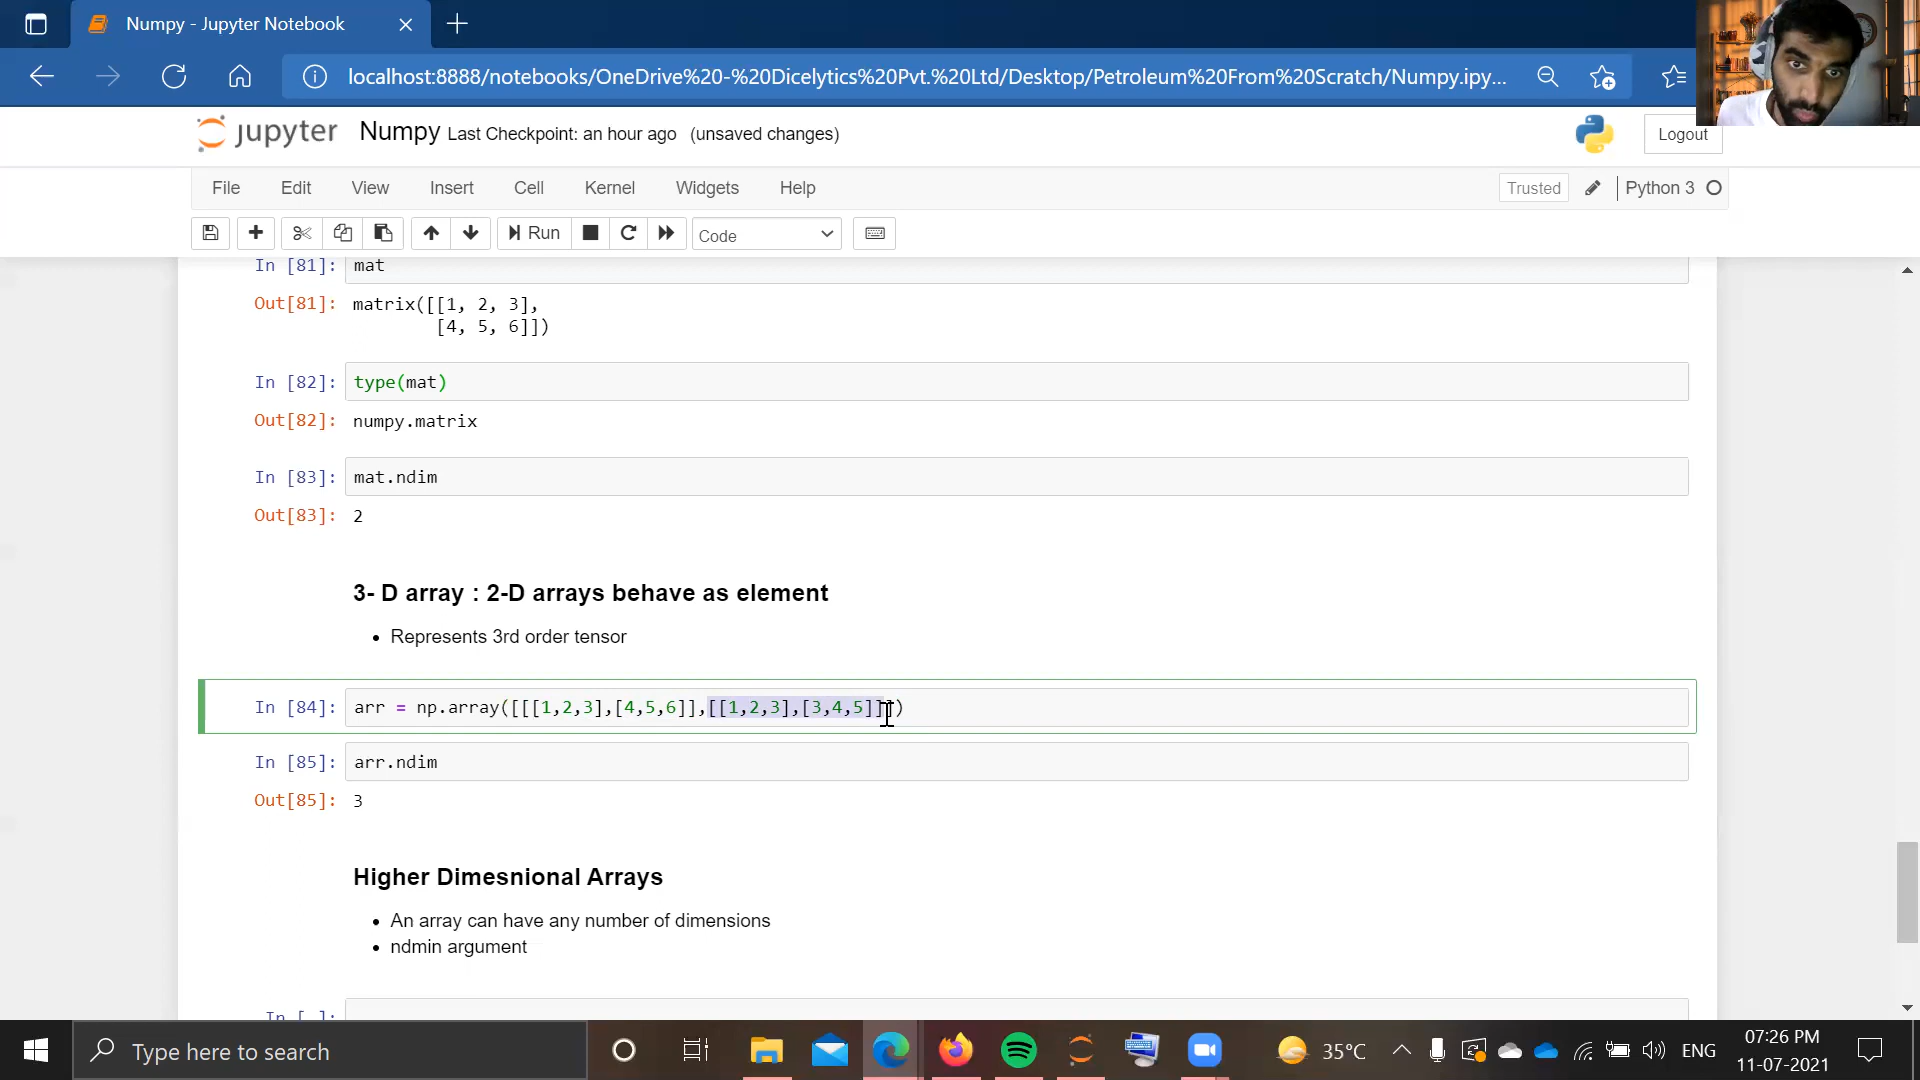 Numpy - Jupyter Notebook
localhost:8888/notebooks/OneDrive%20-%20Dicelytics%20Pvt.%20Ltd/Desktop/Petroleum%20From%20Scratch/Numpy.ipy...
jupyter Numpy Last Checkpoint: an hour ago (unsaved changes)
Logout
File Edit View Insert Cell Kernel Widgets Help
Trusted Python 3
Run Code
In [81]: mat
Out[81]: matrix([[1, 2, 3],
[4, 5, 6]])
In [82]: type(mat)
Out[82]: numpy.matrix
In [83]: mat.ndim
Out[83]: 2
3- D array : 2-D arrays behave as element
Represents 3rd order tensor
In [84]: arr = np.array([[[1,2,3],[4,5,6]],[[1,2,3],[3,4,5]]])
In [85]: arr.ndim
Out[85]: 3
Higher Dimesnional Arrays
An array can have any number of dimensions
ndmin argument
In [ ]:
Type here to search
35°C
ENG
07:26 PM
11-07-2021